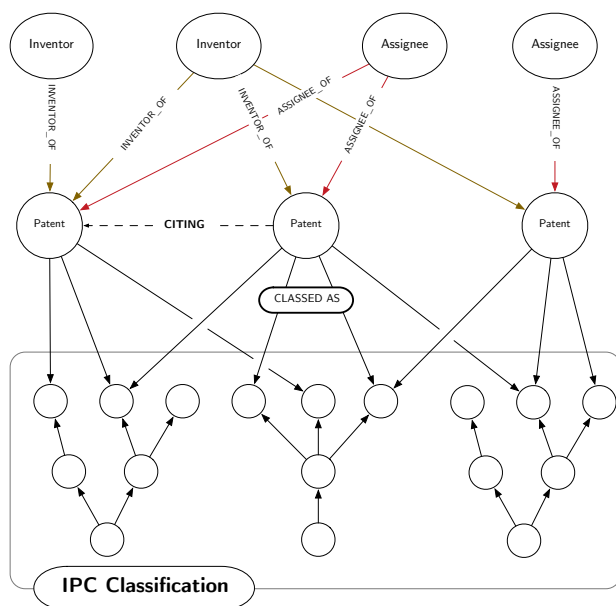 Inventor
Inventor
Assignee
Assignee
INVENTOR_OF
INVENTOR_OF
INVENTOR_OF
ASSIGNEE_OF
ASSIGNEE_OF
ASSIGNEE_OF
Patent
CITING
Patent
Patent
CLASSED AS
IPC Classification